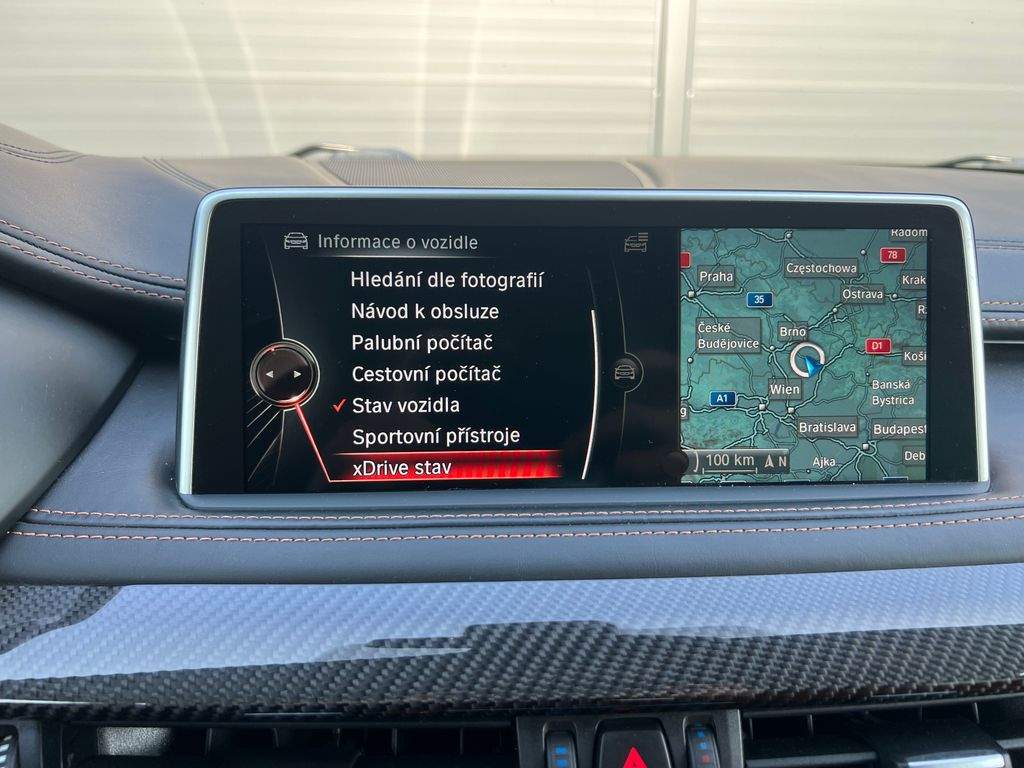 Informace o vozidle
Hledání dle fotografií
Návod k obsluze
Palubní počítač
Cestovní počítač
Stav vozidla
Sportovní přístroje
xDrive stav
Radom
78
Praha
Częstochowa
Krak
35
Ostrava
České
Budějovice
Brno
D1
Koši
Wien
Banská
Bystrica
A1
Bratislava
Budapest
100 km
N
Ajka
Deb